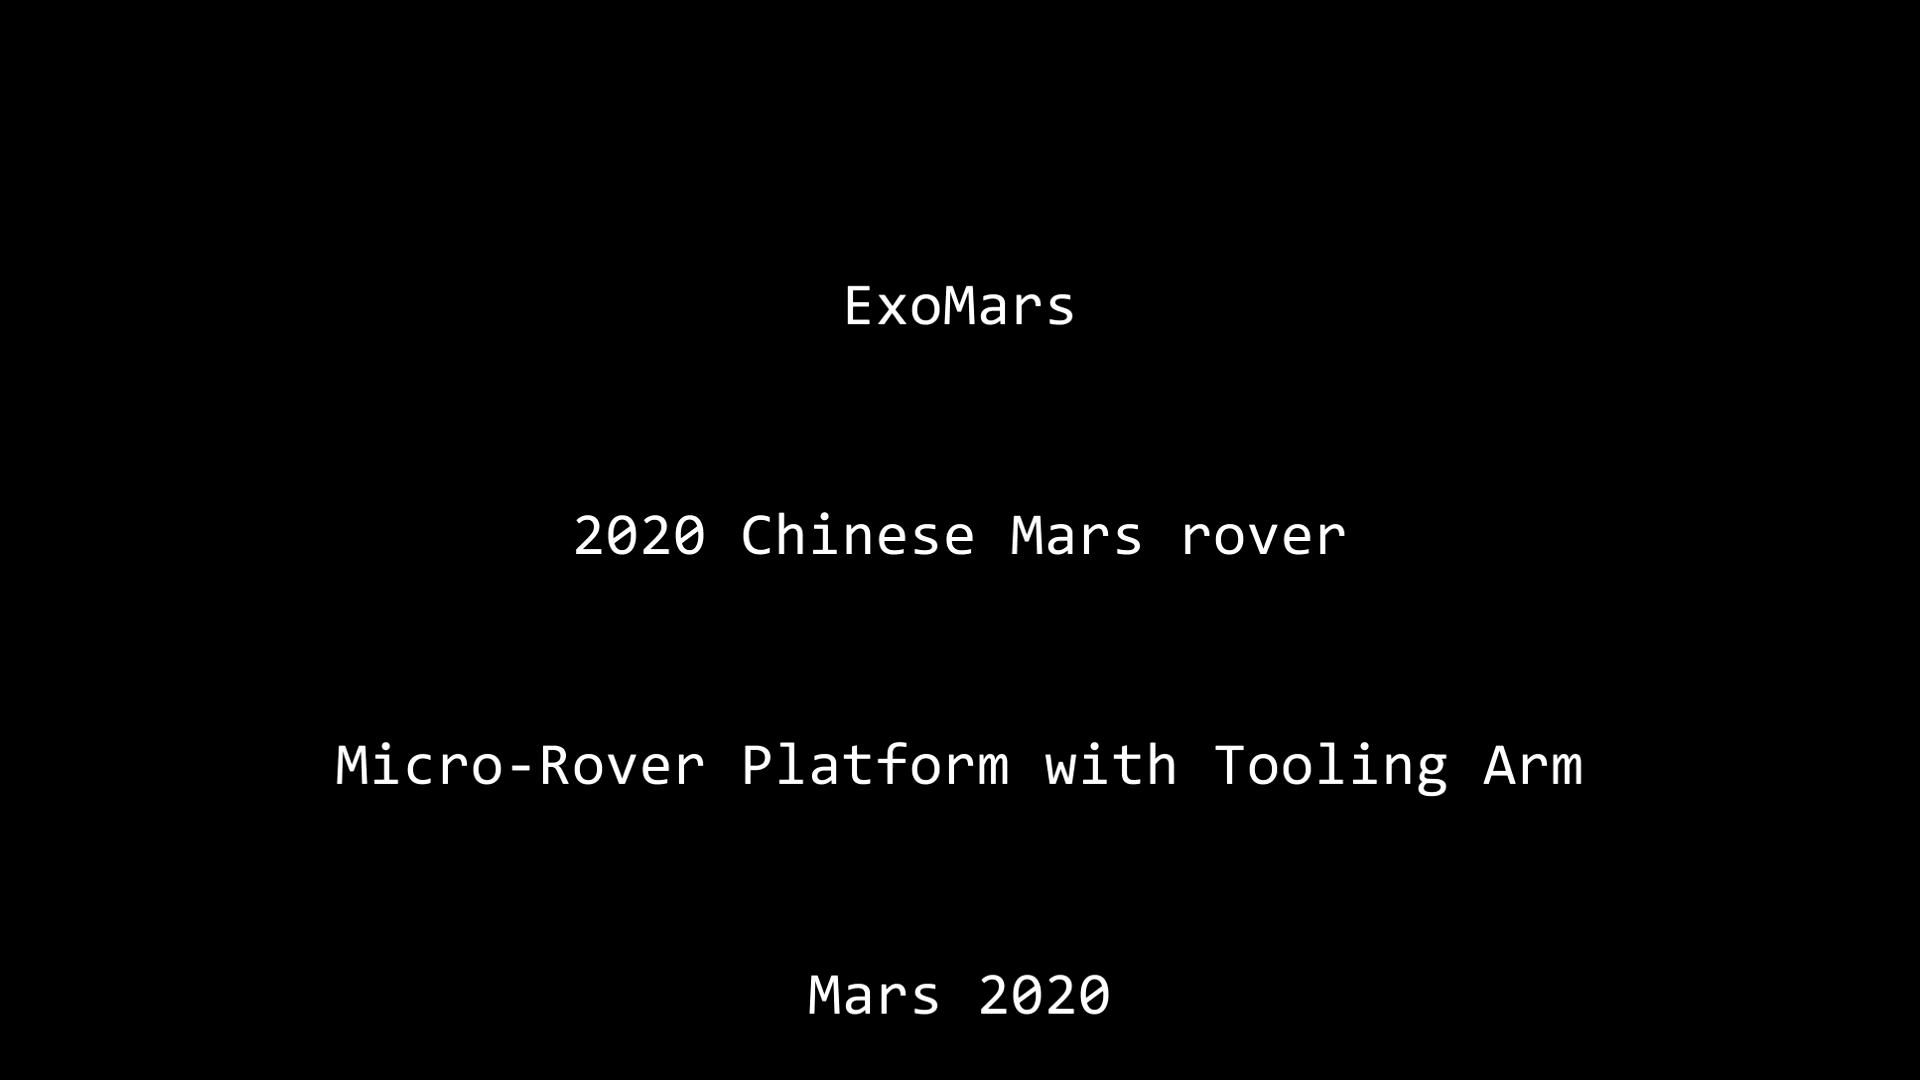 ExoMars
2020 Chinese Mars rover
Micro-Rover Platform with Tooling Arm
Mars 2020